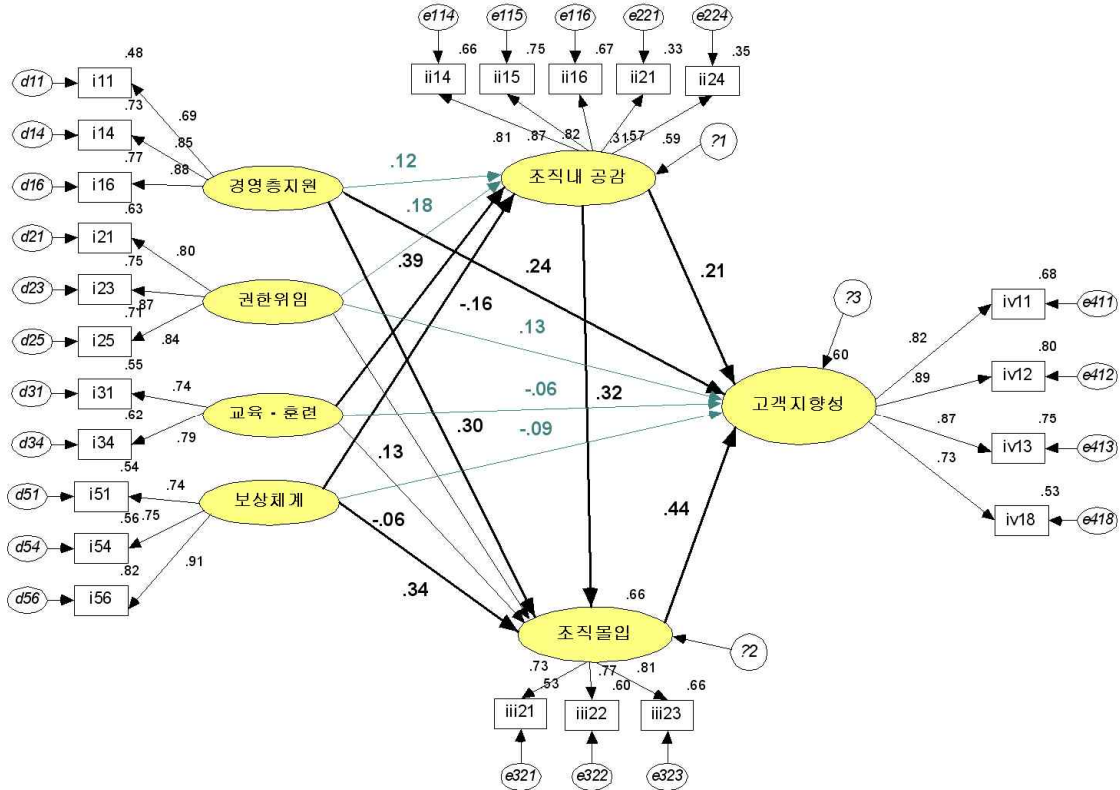 e114 e115 e116 e221 e224
.66 .75 .67 .33 .35
ii14 ii15 ii16 ii21 ii24
.81 .87 .82 .31 .57 .59
?1
조직내 공감
.48
d11 i11
.73
.69
d14 i14
.85
.77
.88
d16 i16
경영층지원
.63
d21 i21
.80
.75
d23 i23
.87
.71
권한위임
d25 i25
.84
.55
d31 i31
.74
.62
교육·훈련
d34 i34
.79
.54
d51 i51
.74
보상체계
.56 .75
d54 i54
.82
.91
d56 i56
.12
.18
.39
-.16
.24
.21
.13
-.06
-.09
.32
.30
.13
-.06
.34
.44
?3
.60
고객지향성
.68
iv11 e411
.82
.80
iv12 e412
.89
.87
.75
iv13 e413
.73
.53
iv18 e418
.66
조직몰입
?2
.73 .77 .81
.53 .60 .66
iii21 iii22 iii23
e321 e322 e323